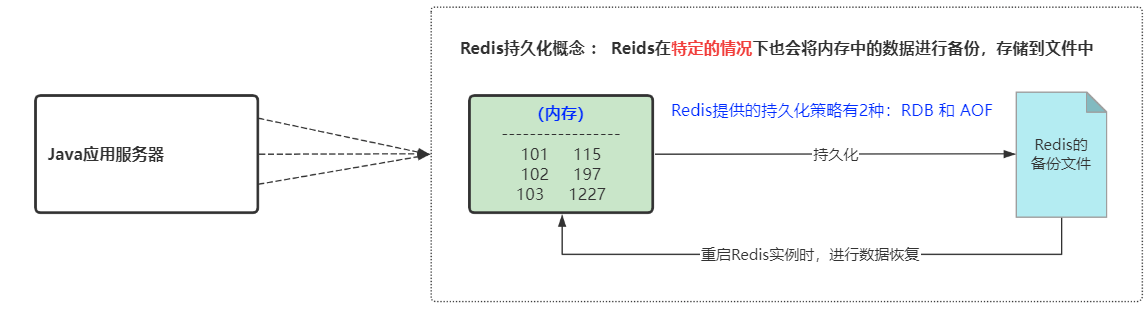 Redis持久化概念 ： Reids在特定的情况下也会将内存中的数据进行备份，存储到文件中
Java应用服务器
(内存)
101 115
102 197
103 1227
Redis提供的持久化策略有2种：RDB 和 AOF
持久化
Redis的
备份文件
重启Redis实例时，进行数据恢复